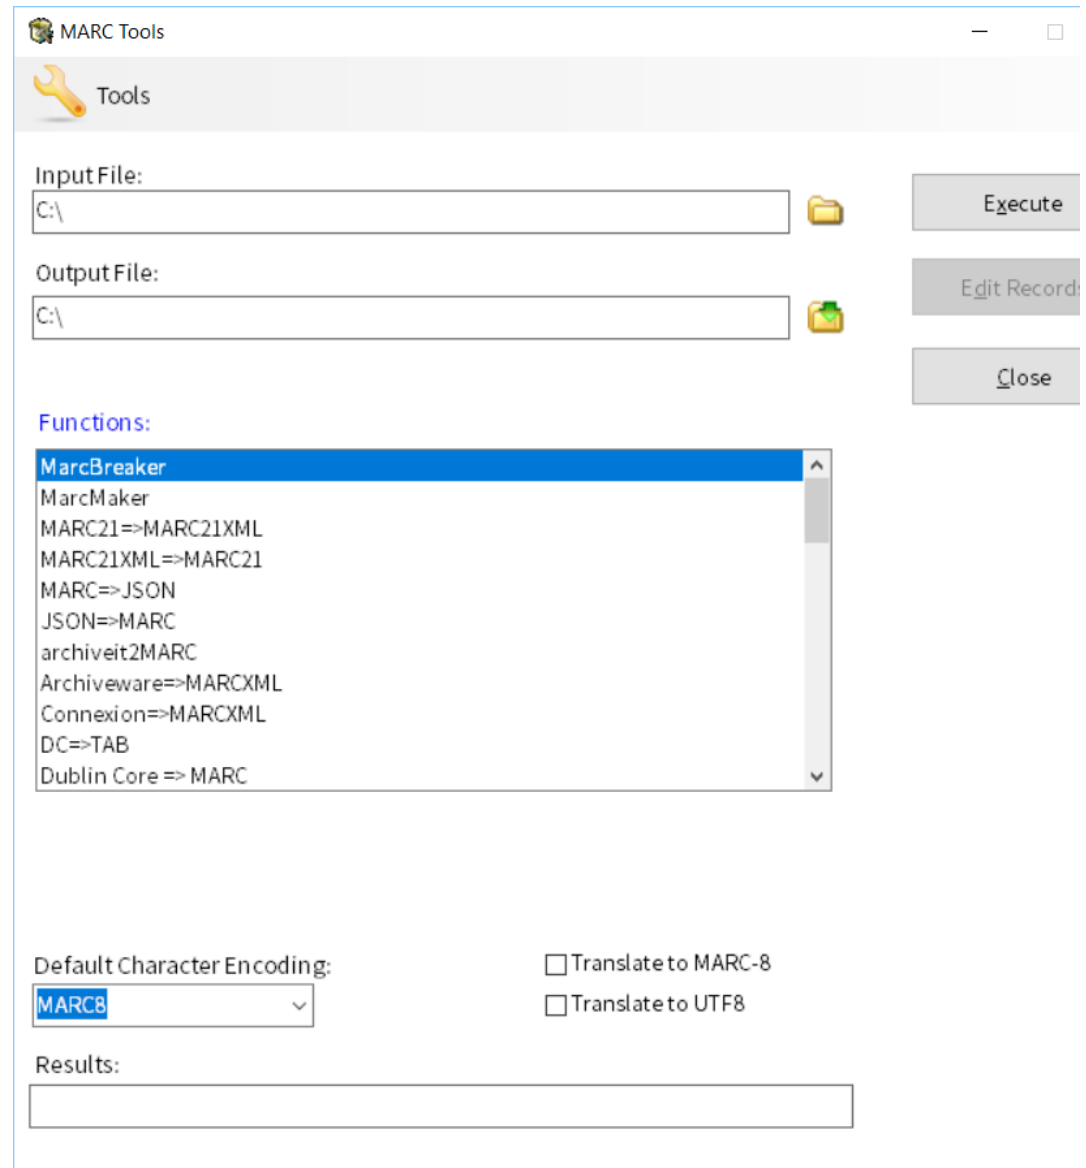 MARC Tools
Tools
Input File:
C:\
Execute
Output File:
C:\
Edit Records
Close
Functions:
MarcBreaker
MarcMaker
MARC21=>MARC21XML
MARC21XML=>MARC21
MARC=>JSON
JSON=>MARC
archiveit2MARC
Archiveware=>MARCXML
Connexion=>MARCXML
DC=>TAB
Dublin Core => MARC
Default Character Encoding:
MARC8
Translate to MARC-8
Translate to UTF8
Results: